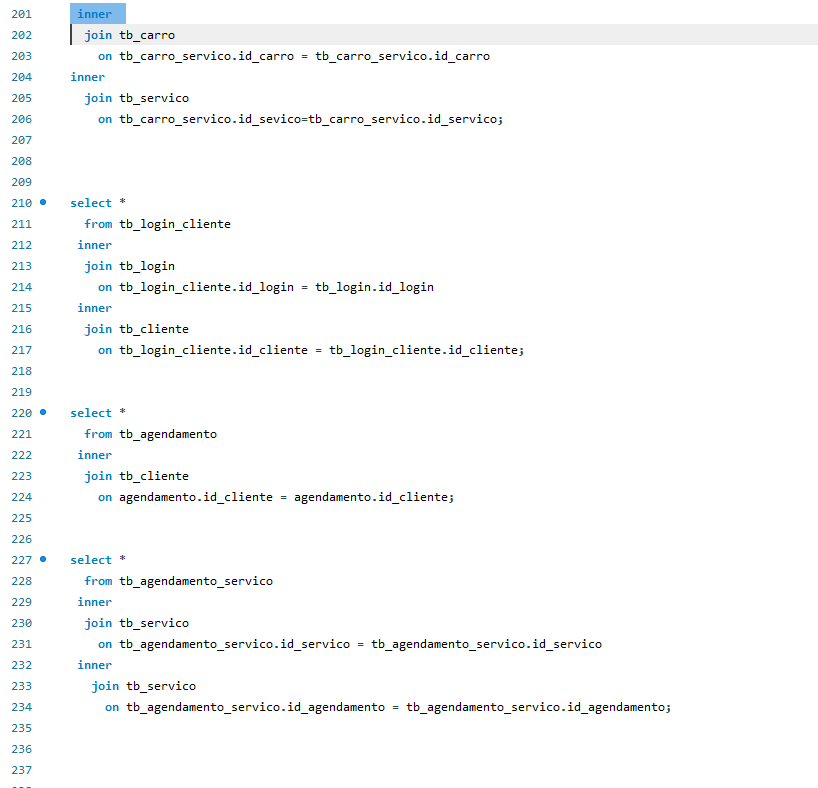 201 inner
202 join tb_carro
203 on tb_carro_servico.id_carro = tb_carro_servico.id_carro
204 inner
205 join tb_servico
206 on tb_carro_servico.id_sevico=tb_carro_servico.id_servico;
207
208
209
210 select *
211 from tb_login_cliente
212 inner
213 join tb_login
214 on tb_login_cliente.id_login = tb_login.id_login
215 inner
216 join tb_cliente
217 on tb_login_cliente.id_cliente = tb_login_cliente.id_cliente;
218
219
220 select *
221 from tb_agendamento
222 inner
223 join tb_cliente
224 on agendamento.id_cliente = agendamento.id_cliente;
225
226
227 select *
228 from tb_agendamento_servico
229 inner
230 join tb_servico
231 on tb_agendamento_servico.id_servico = tb_agendamento_servico.id_servico
232 inner
233 join tb_servico
234 on tb_agendamento_servico.id_agendamento = tb_agendamento_servico.id_agendamento;
235
236
237